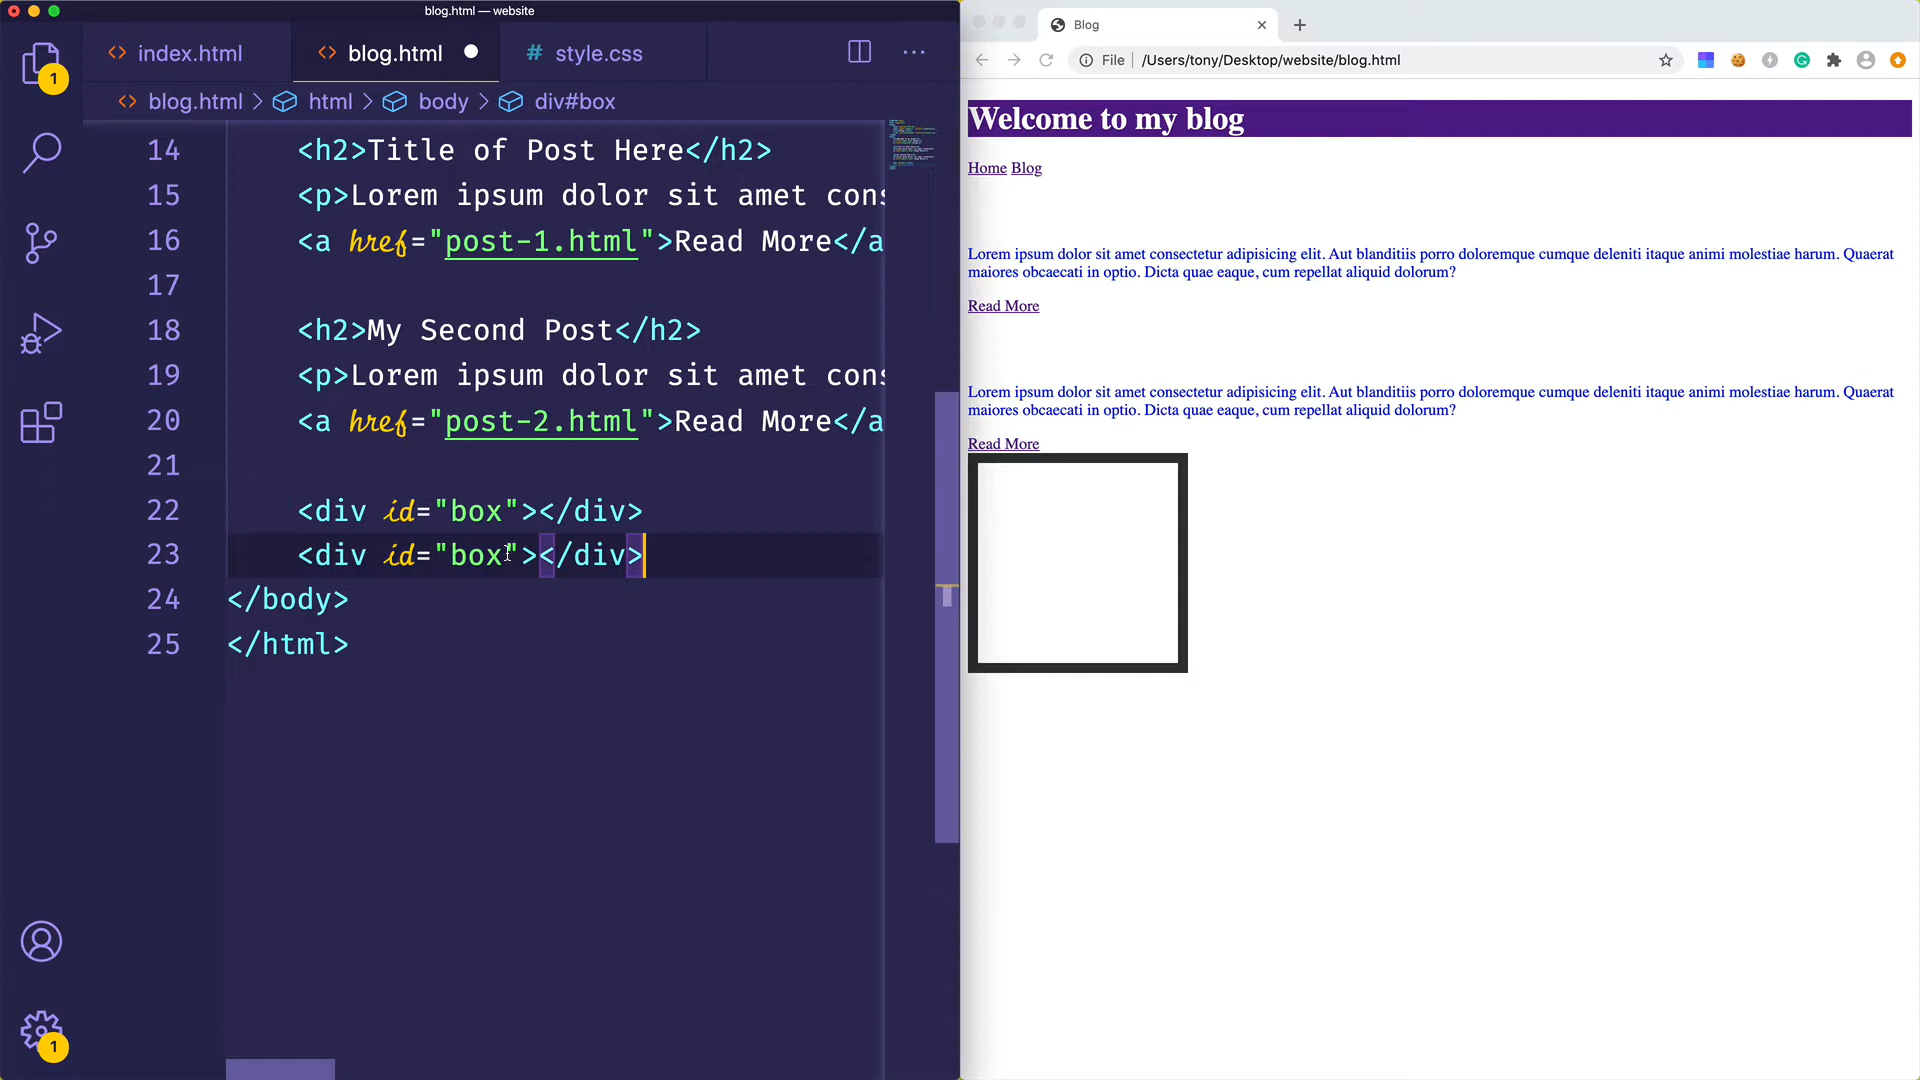 blog.html — website
index.html
blog.html
style.css
blog.html > html > body > div#box
14 <h2>Title of Post Here</h2>
15 <p>Lorem ipsum dolor sit amet cons
16 <a href="post-1.html">Read More</a
17
18 <h2>My Second Post</h2>
19 <p>Lorem ipsum dolor sit amet cons
20 <a href="post-2.html">Read More</a
21
22 <div id="box"></div>
23 <div id="box"></div>
24 </body>
25 </html>
1
1
Blog
File | /Users/tony/Desktop/website/blog.html
Welcome to my blog
Home Blog
Lorem ipsum dolor sit amet consectetur adipisicing elit. Aut blanditiis porro doloremque cumque deleniti itaque animi molestiae harum. Quaerat
maiores obcaecati in optio. Dicta quae eaque, cum repellat aliquid dolorum?
Read More
Lorem ipsum dolor sit amet consectetur adipisicing elit. Aut blanditiis porro doloremque cumque deleniti itaque animi molestiae harum. Quaerat
maiores obcaecati in optio. Dicta quae eaque, cum repellat aliquid dolorum?
Read More